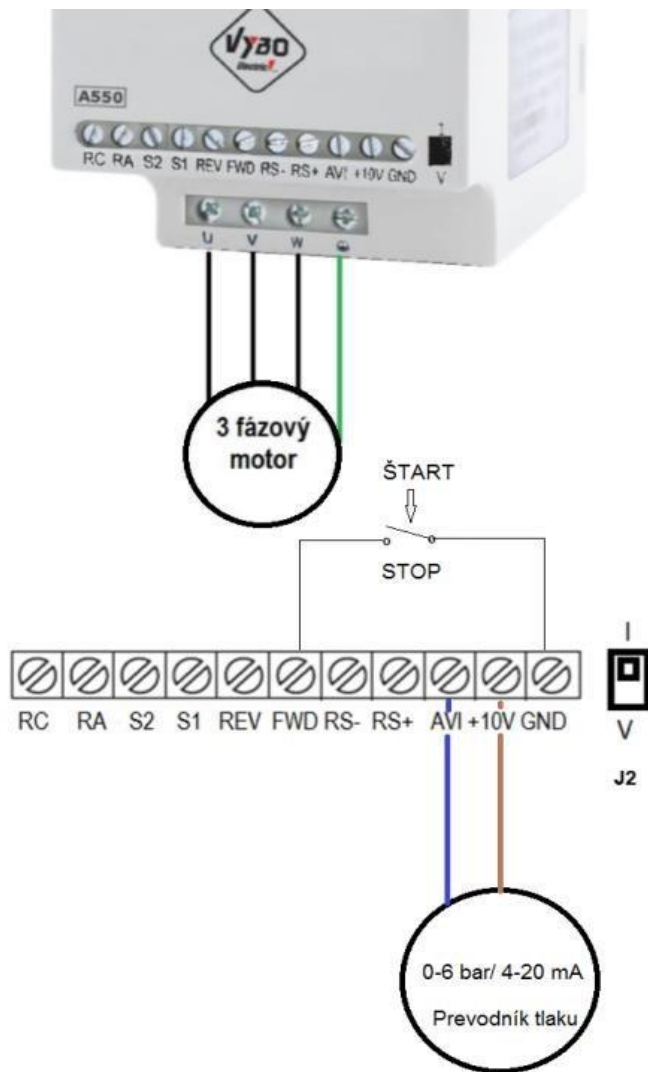 VYBO
Electric
A550
RC RA S2 S1 REV FWD RS- RS+ AVI +10V GND
V
U V W
3 fázový
motor
ŠTART
STOP
I
RC RA S2 S1 REV FWD RS- RS+ AVI +10V GND
V
J2
0-6 bar/ 4-20 mA
Prevodník tlaku